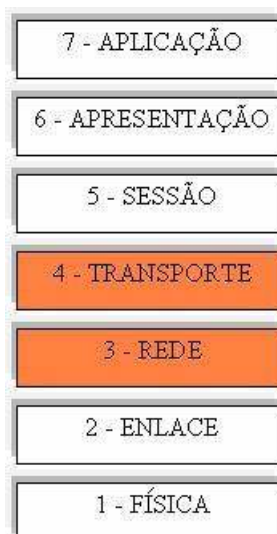 7 - APLICAÇÃO
6 - APRESENTAÇÃO
5 - SESSÃO
4 - TRANSPORTE
3 - REDE
2 - ENLACE
1 - FÍSICA